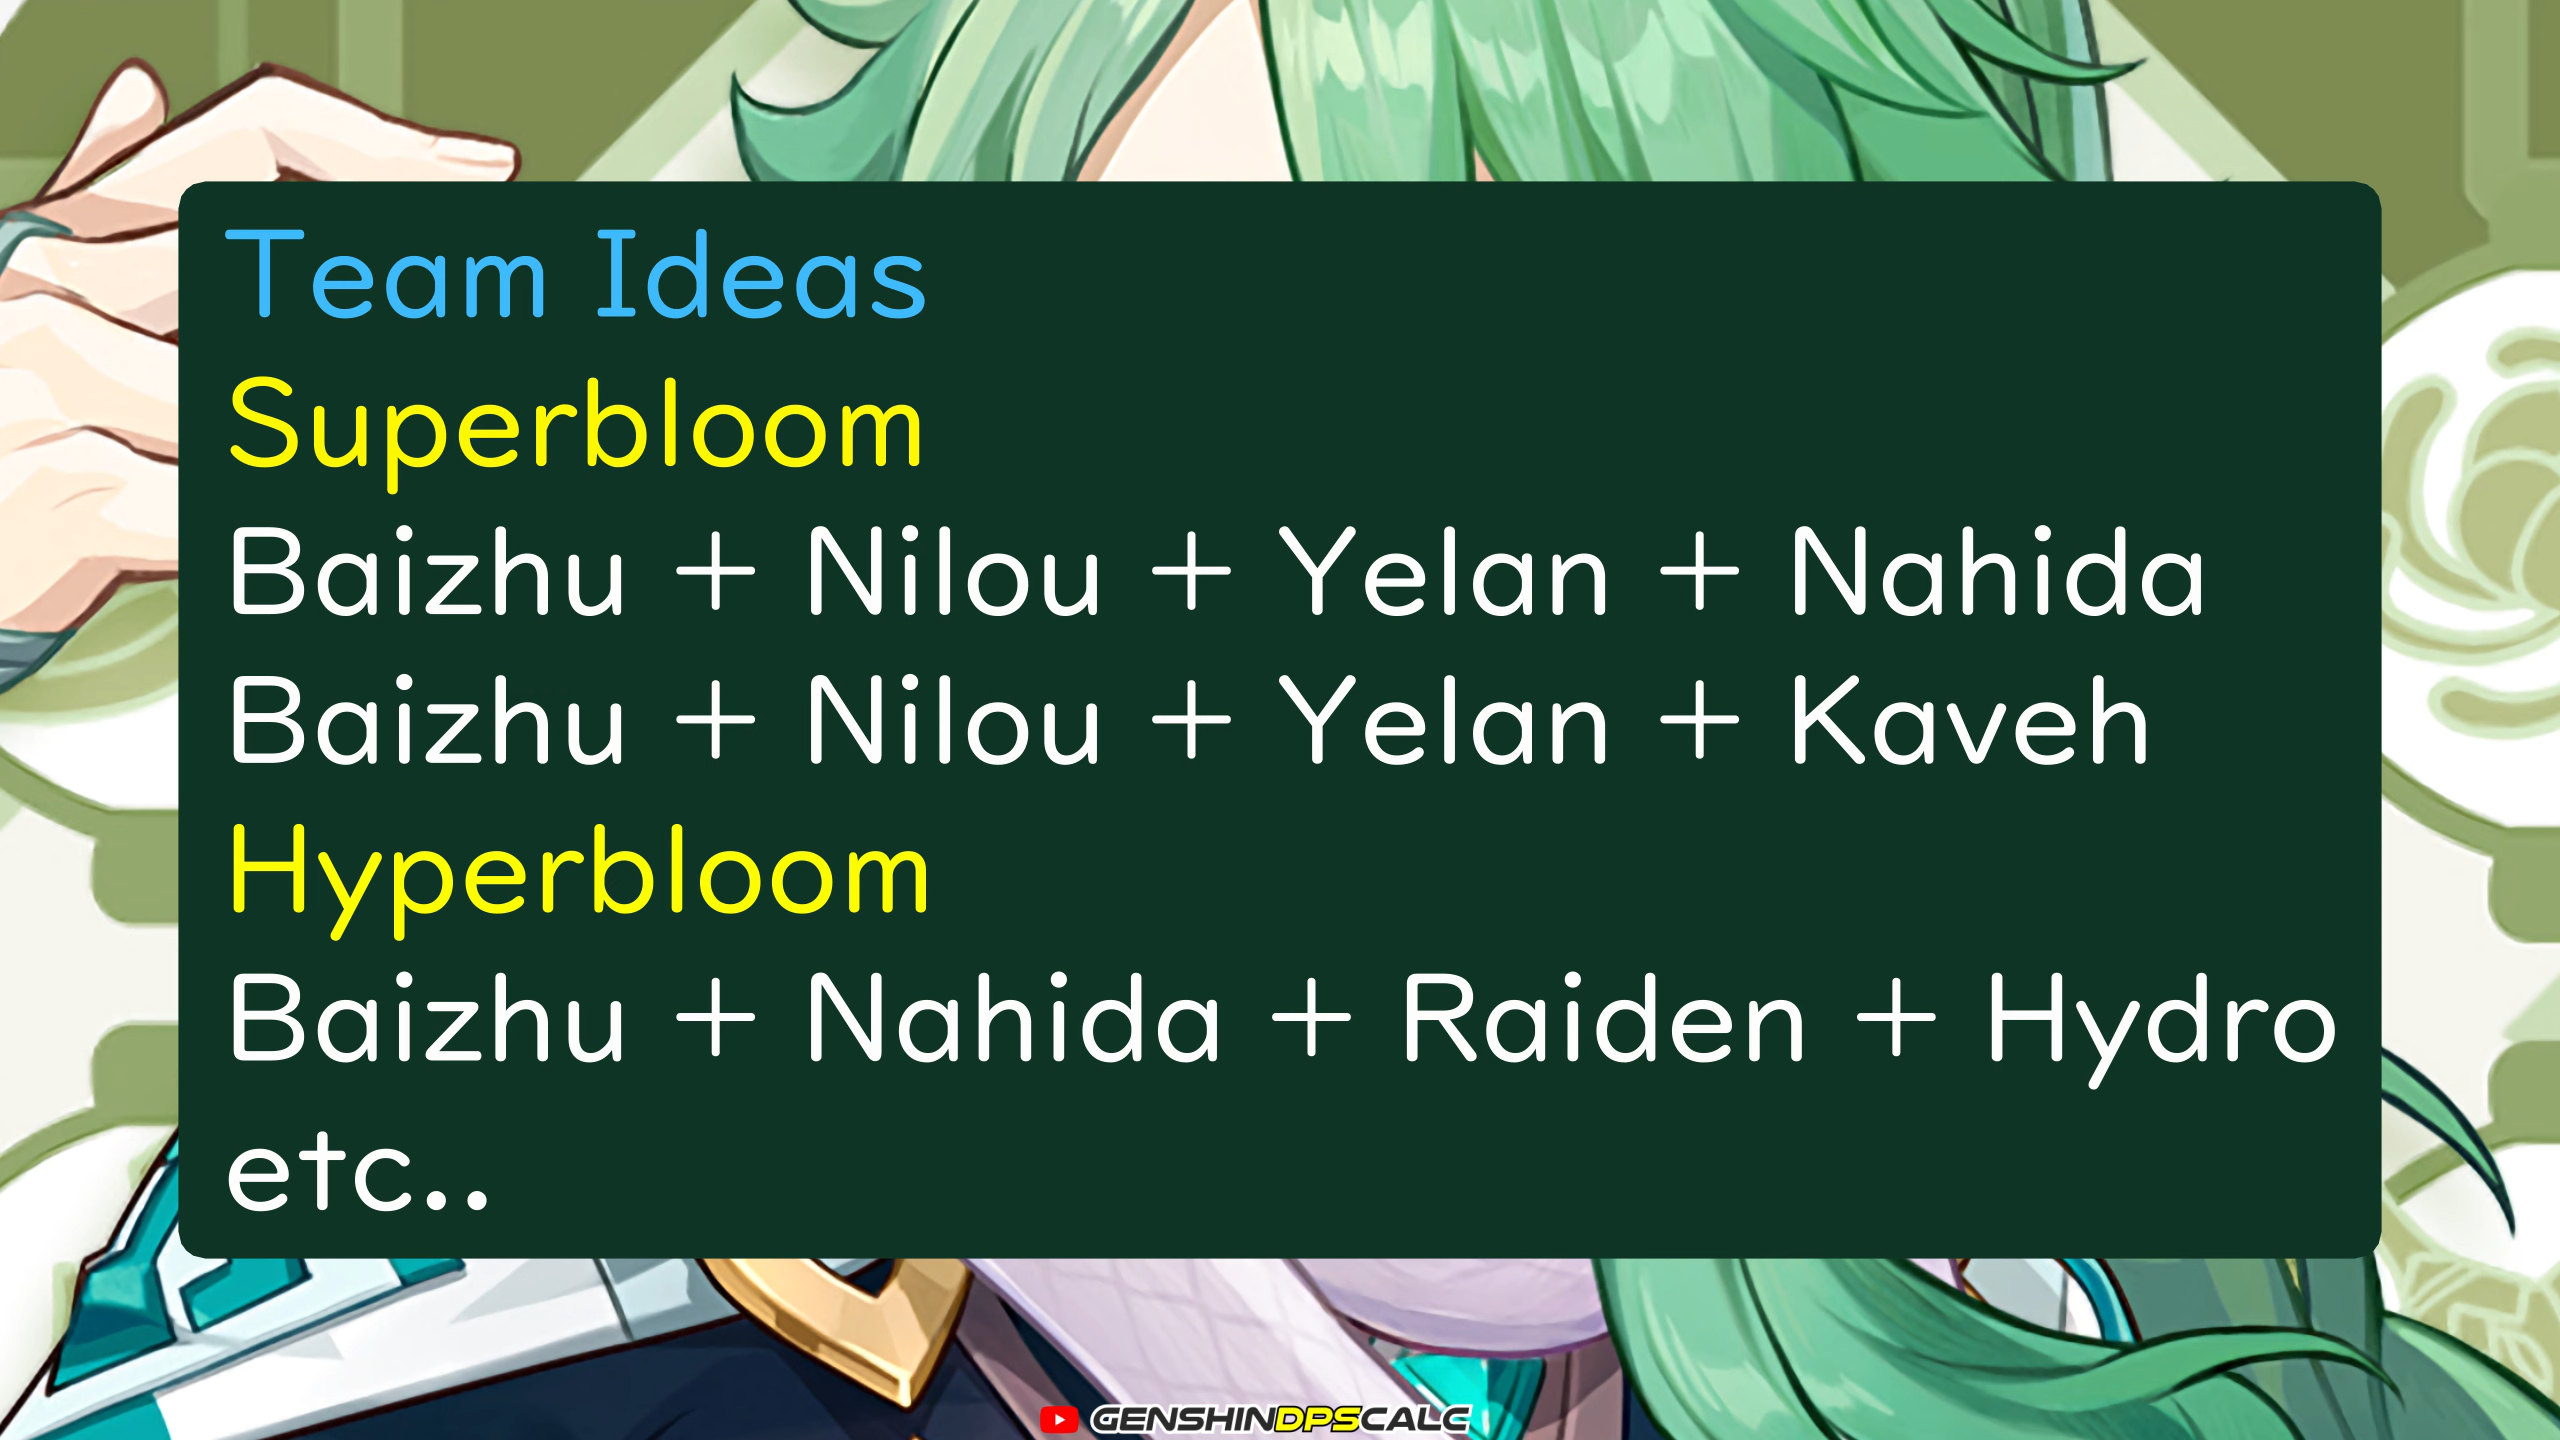 Team Ideas
Superbloom
Baizhu + Nilou + Yelan + Nahida
Baizhu + Nilou + Yelan + Kaveh
Hyperbloom
Baizhu + Nahida + Raiden + Hydro
etc..
GENSHINDPSCALC